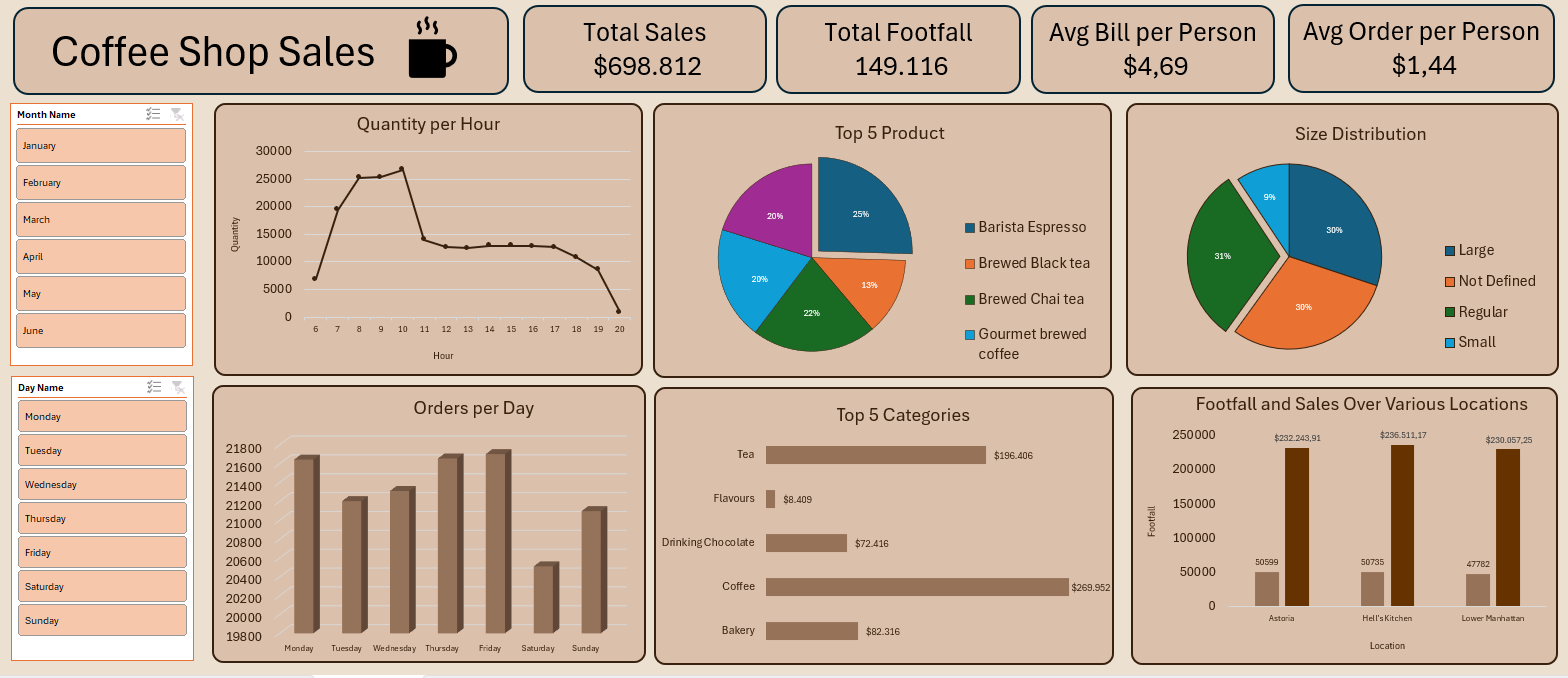 Coffee Shop Sales
Total Sales
$698.812
Total Footfall
149.116
Avg Bill per Person
$4,69
Avg Order per Person
$1,44
Month Name
January
February
March
April
May
June
Day Name
Monday
Tuesday
Wednesday
Thursday
Friday
Saturday
Sunday
Quantity per Hour
30000
25000
20000
15000
10000
5000
0
Quantity
6 7 8 9 10 11 12 13 14 15 16 17 18 19 20
Hour
Top 5 Product
25%
13%
22%
20%
20%
Barista Espresso
Brewed Black tea
Brewed Chai tea
Gourmet brewed
coffee
Size Distribution
30%
30%
31%
9%
Large
Not Defined
Regular
Small
Orders per Day
21800
21600
21400
21200
21000
20800
20600
20400
20200
20000
19800
Monday Tuesday Wednesday Thursday Friday Saturday Sunday
Top 5 Categories
Tea $196.406
Flavours $8.409
Drinking Chocolate $72.416
Coffee $269.952
Bakery $82.316
Footfall and Sales Over Various Locations
250000
200000
150000
100000
50000
0
Footfall
$232.243,91 $236.511,17 $230.057,25
50599 50735 47782
Astoria Hell's Kitchen Lower Manhattan
Location